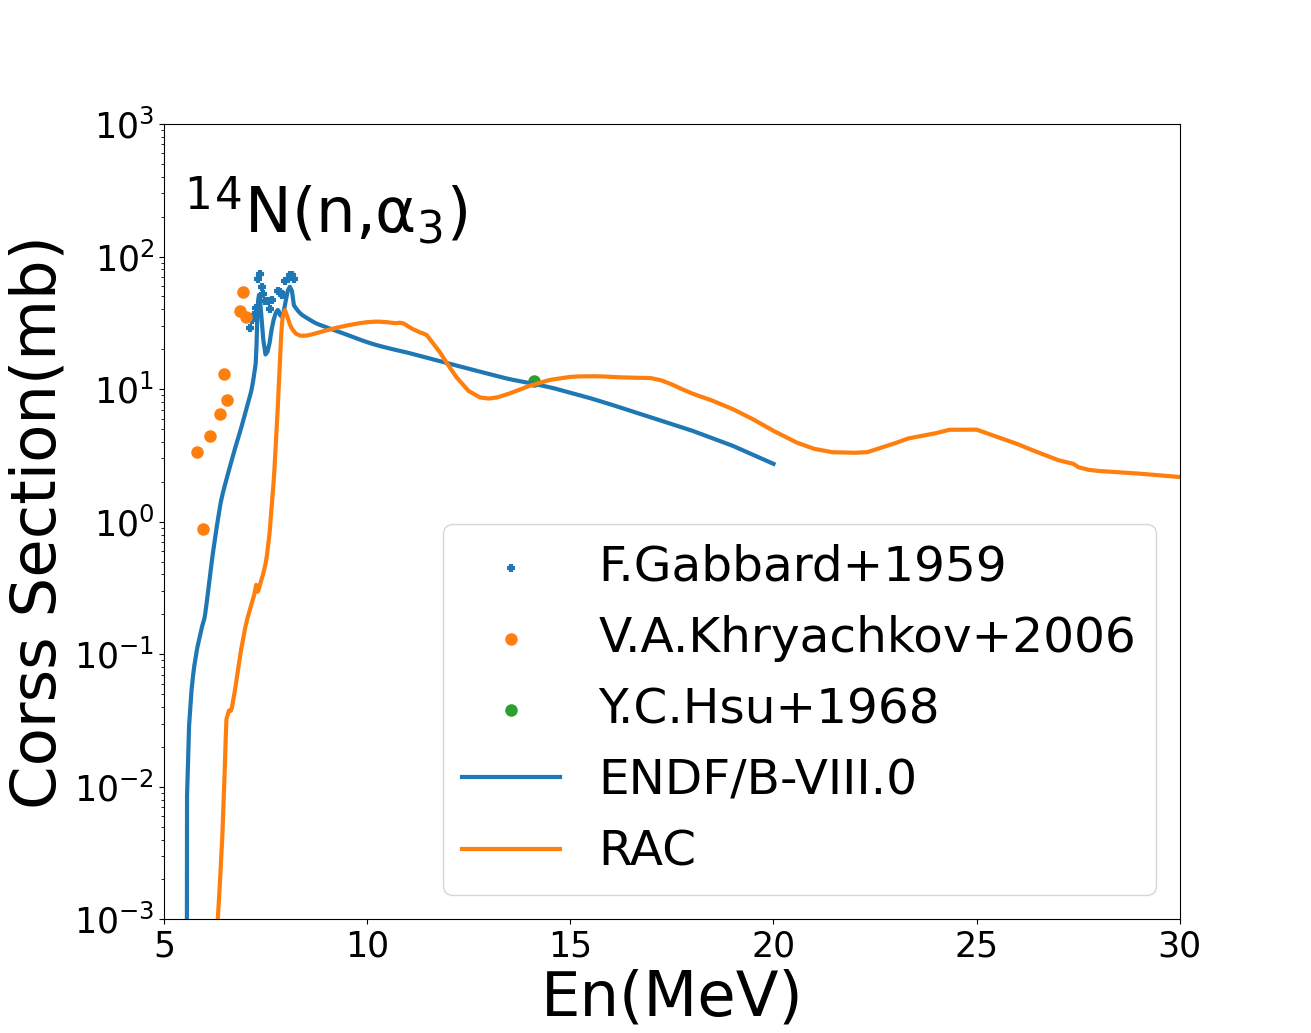 10³
10²
10¹
10⁰
10⁻¹
10⁻²
10⁻³
Corss Section(mb)
¹⁴N(n,α₃)
F.Gabbard+1959
V.A.Khryachkov+2006
Y.C.Hsu+1968
ENDF/B-VIII.0
RAC
5 10 15 20 25 30
En(MeV)